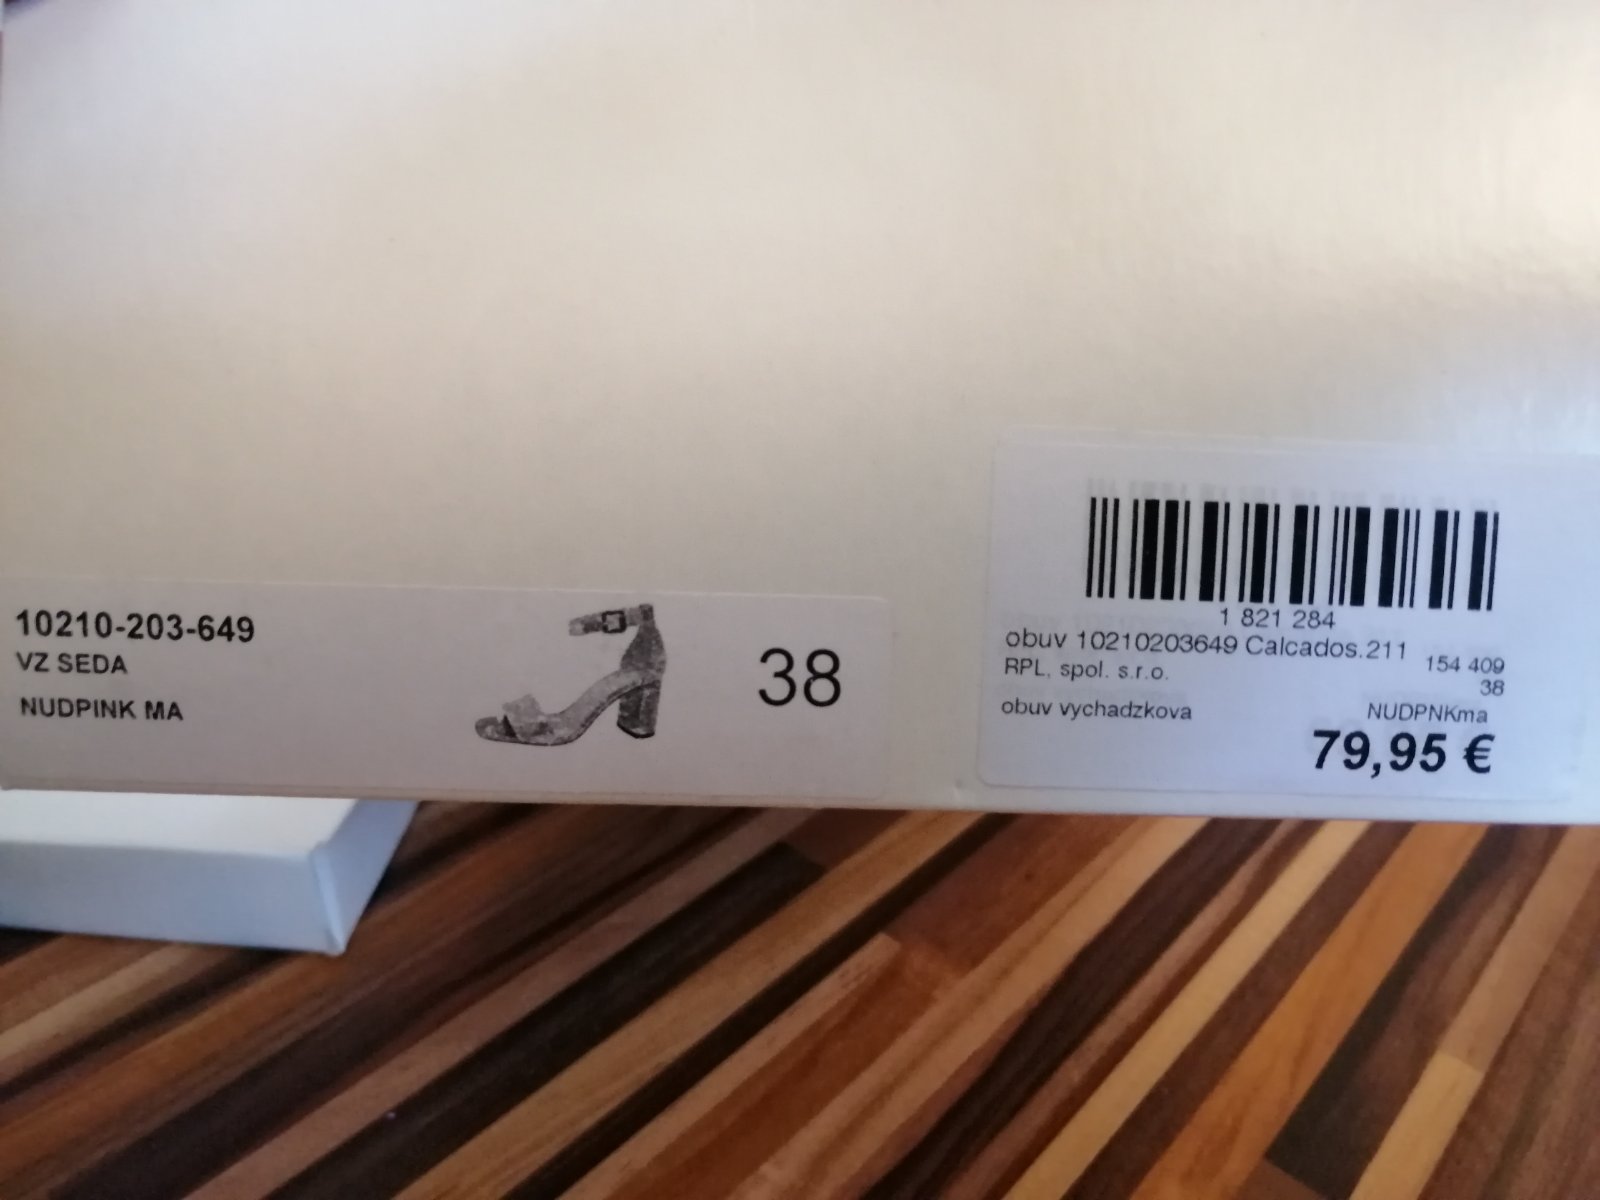 10210-203-649
VZ SEDA
NUDPINK MA
38
1 821 284
obuv 10210203649 Calcados.211
154 409
RPL, spol. s.r.o.
38
obuv vychadzkova
NUDPNKma
79,95 €